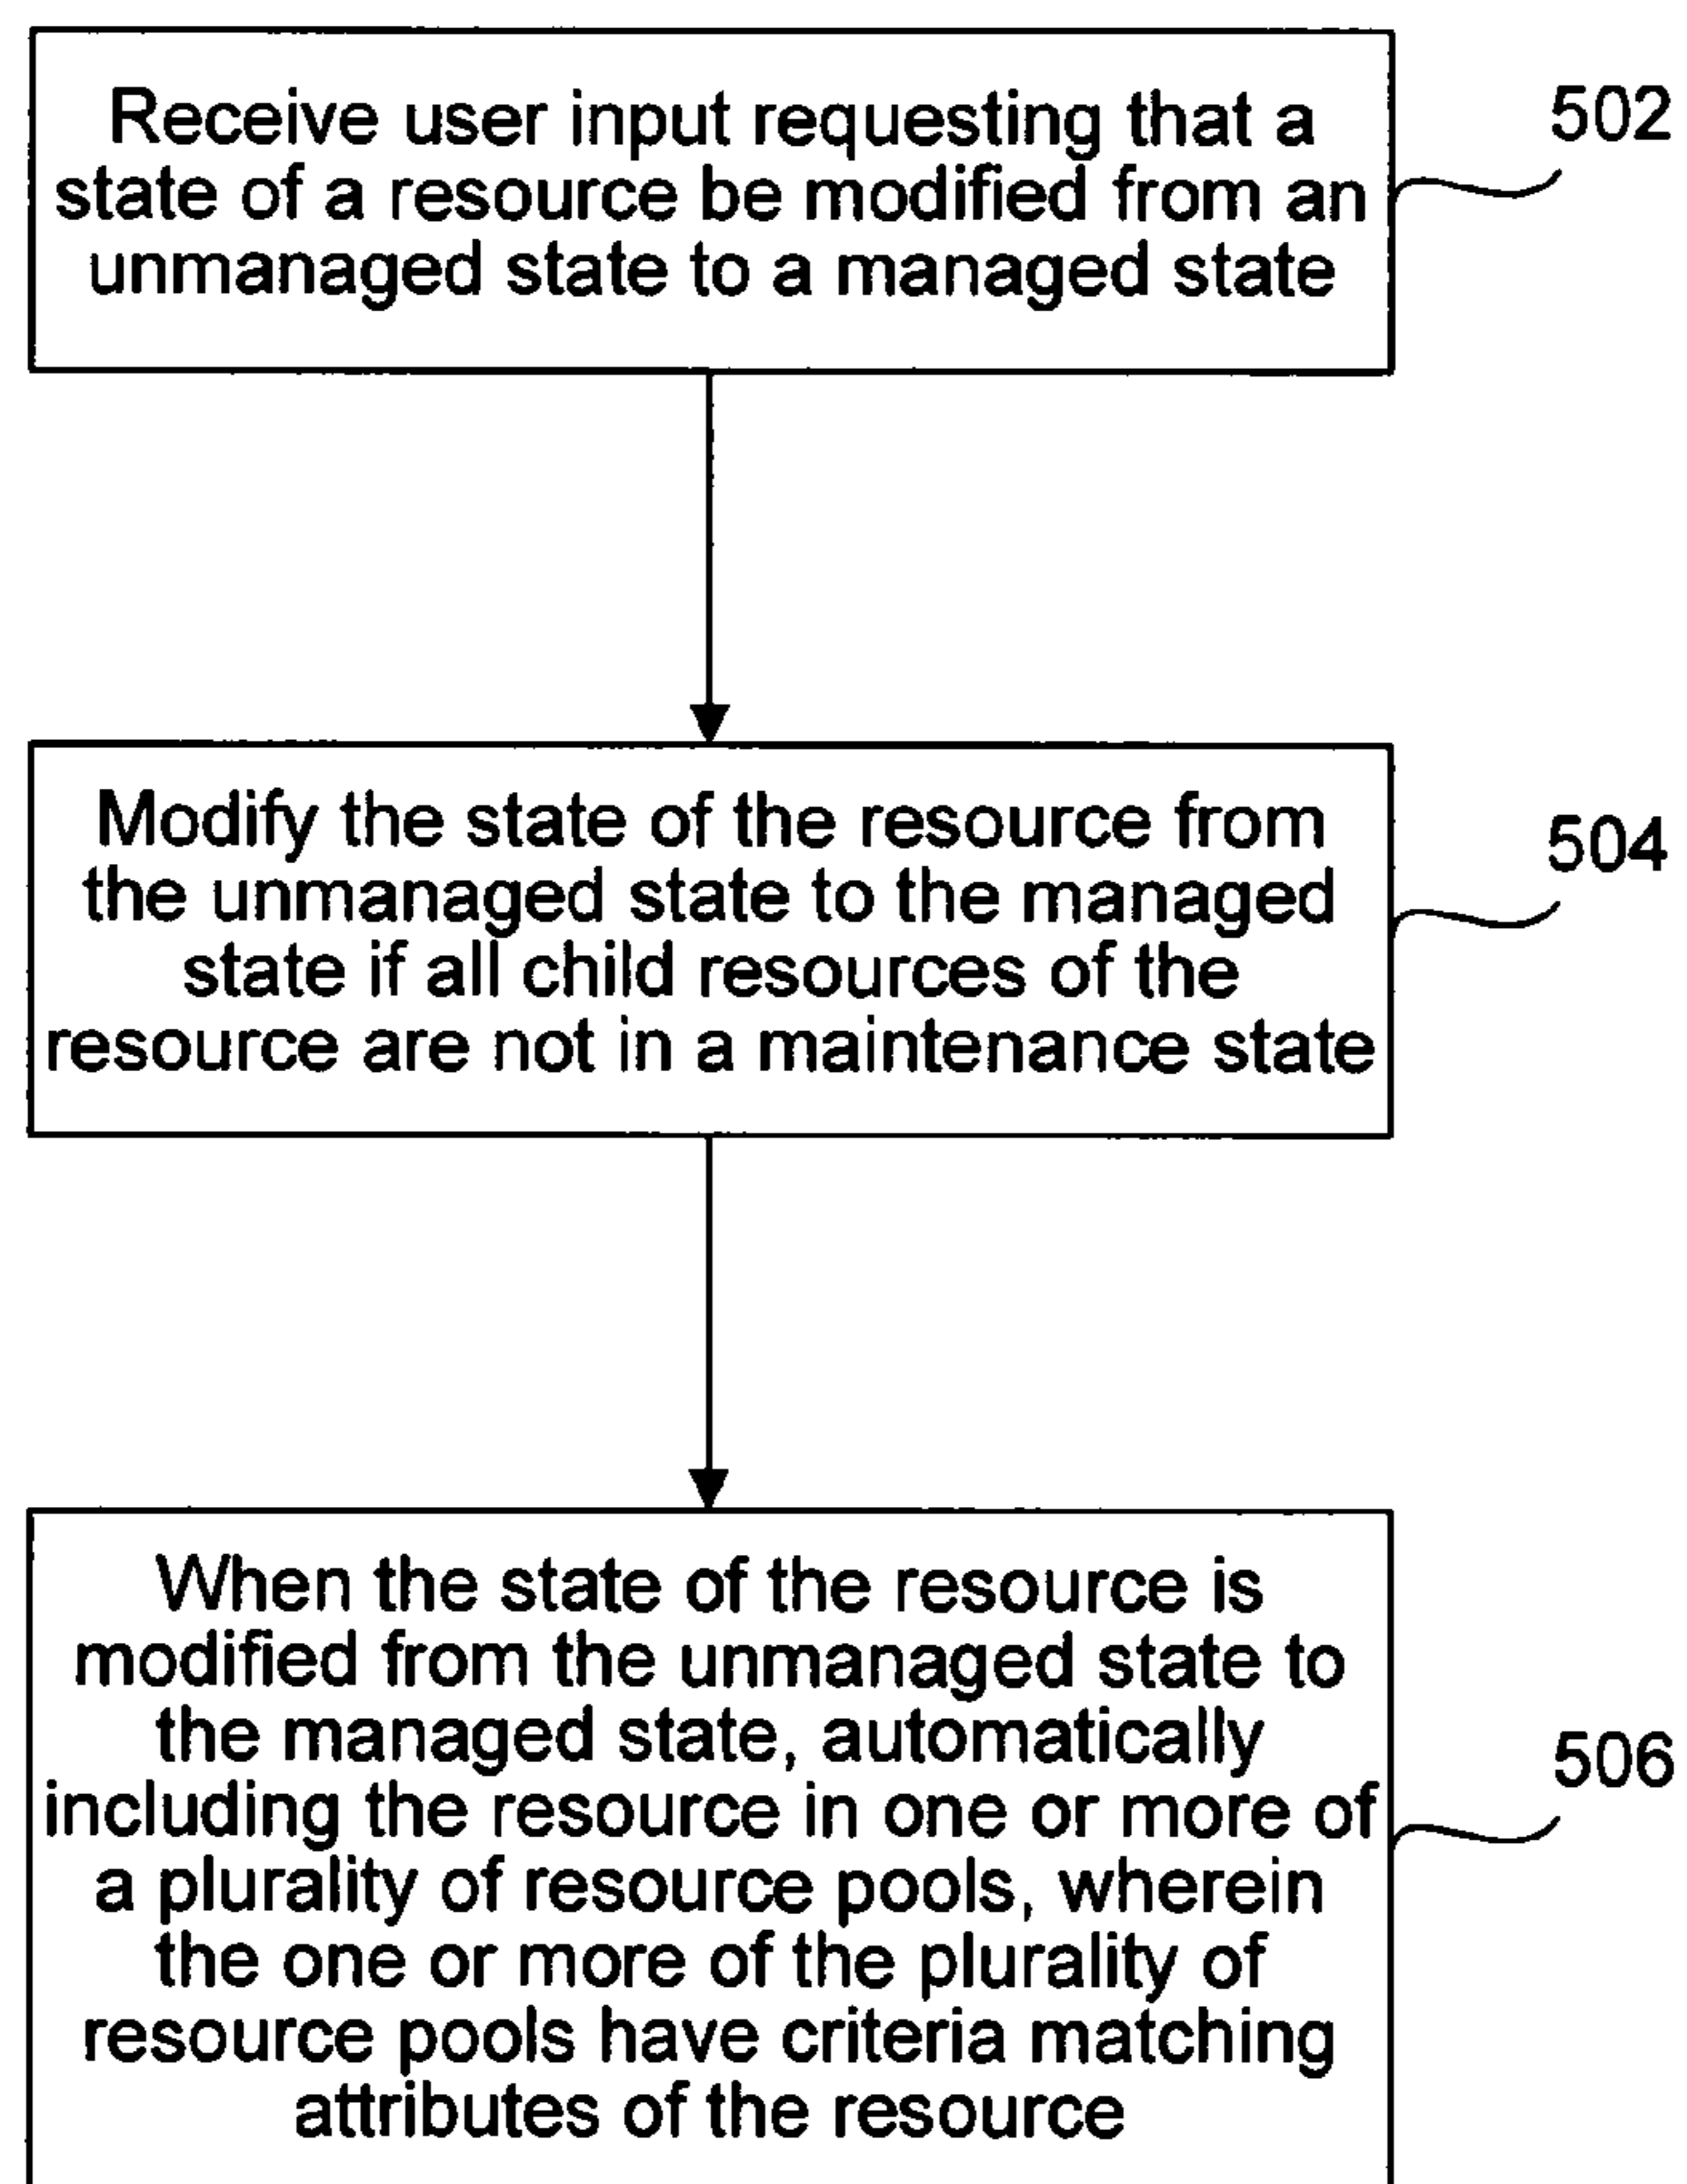 Receive user input requesting that a
state of a resource be modified from an
unmanaged state to a managed state
502
Modify the state of the resource from
the unmanaged state to the managed
state if all child resources of the
resource are not in a maintenance state
504
When the state of the resource is
modified from the unmanaged state to
the managed state, automatically
including the resource in one or more of
a plurality of resource pools, wherein
the one or more of the plurality of
resource pools have criteria matching
attributes of the resource
506